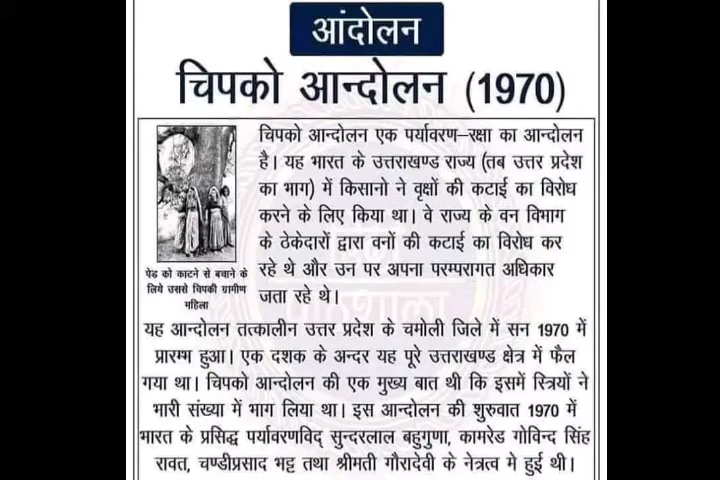 आंदोलन
चिपको आन्दोलन (1970)
चिपको आन्दोलन एक पर्यावरण–रक्षा का आन्दोलन
है। यह भारत के उत्तराखण्ड राज्य (तब उत्तर प्रदेश
का भाग) में किसानो ने वृक्षों की कटाई का विरोध
करने के लिए किया था। वे राज्य के वन विभाग
के ठेकेदारों द्वारा वनों की कटाई का विरोध कर
रहे थे और उन पर अपना परम्परागत अधिकार
जता रहे थे।
पेढ को काटने से बचाने के
लिये उससे चिपकी ग्रामीण
महिला
यह आन्दोलन तत्कालीन उत्तर प्रदेश के चमोली जिले में सन 1970 में
प्रारम्भ हुआ। एक दशक के अन्दर यह पूरे उत्तराखण्ड क्षेत्र में फैल
गया था। चिपको आन्दोलन की एक मुख्य बात थी कि इसमें स्त्रियों ने
भारी संख्या में भाग लिया था। इस आन्दोलन की शुरुवात 1970 में
भारत के प्रसिद्ध पर्यावरणविद् सुन्दरलाल बहुगुणा, कामरेड गोविन्द सिंह
रावत, चण्डीप्रसाद भट्ट तथा श्रीमती गौरादेवी के नेत्रत्व मे हुई थी।
पाठशाला